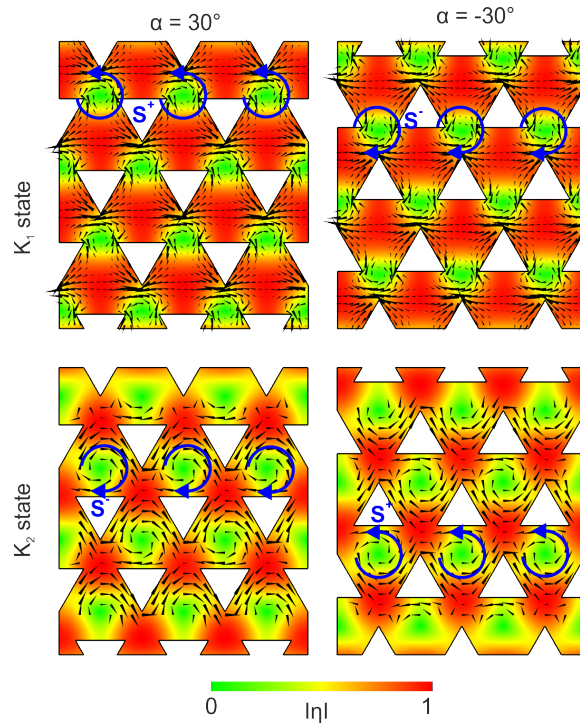 α = 30°
α = -30°
K₁ state
S⁺
S⁻
K₂ state
S⁻
S⁺
0
1
|η|